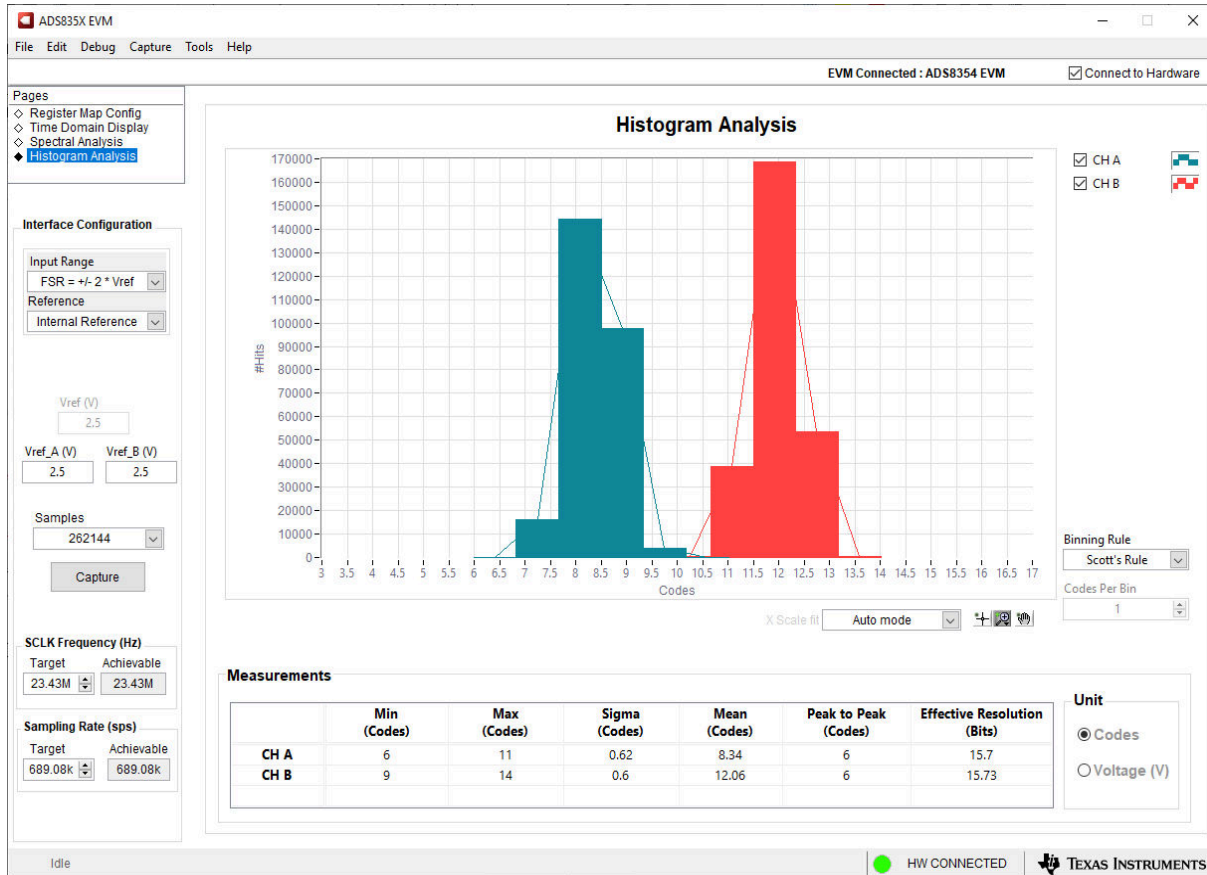 ADS835X EVM
File Edit Debug Capture Tools Help
EVM Connected : ADS8354 EVM
Connect to Hardware
Pages
Register Map Config
Time Domain Display
Spectral Analysis
Histogram Analysis
Interface Configuration
Input Range
FSR = +/- 2 * Vref
Reference
Internal Reference
Vref (V)
2.5
Vref_A (V) Vref_B (V)
2.5 2.5
Samples
262144
Capture
SCLK Frequency (Hz)
Target Achievable
23.43M 23.43M
Sampling Rate (sps)
Target Achievable
689.08k 689.08k
Histogram Analysis
170000
160000
150000
140000
130000
120000
110000
100000
90000
80000
70000
60000
50000
40000
30000
20000
10000
0
#Hits
3 3.5 4 4.5 5 5.5 6 6.5 7 7.5 8 8.5 9 9.5 10 10.5 11 11.5 12 12.5 13 13.5 14 14.5 15 15.5 16 16.5 17
Codes
CH A
CH B
Binning Rule
Scott's Rule
Codes Per Bin
1
X Scale fit Auto mode
Measurements
Min (Codes) Max (Codes) Sigma (Codes) Mean (Codes) Peak to Peak (Codes) Effective Resolution (Bits)
CH A 6 11 0.62 8.34 6 15.7
CH B 9 14 0.6 12.06 6 15.73
Unit
Codes
Voltage (V)
Idle
HW CONNECTED
TEXAS INSTRUMENTS